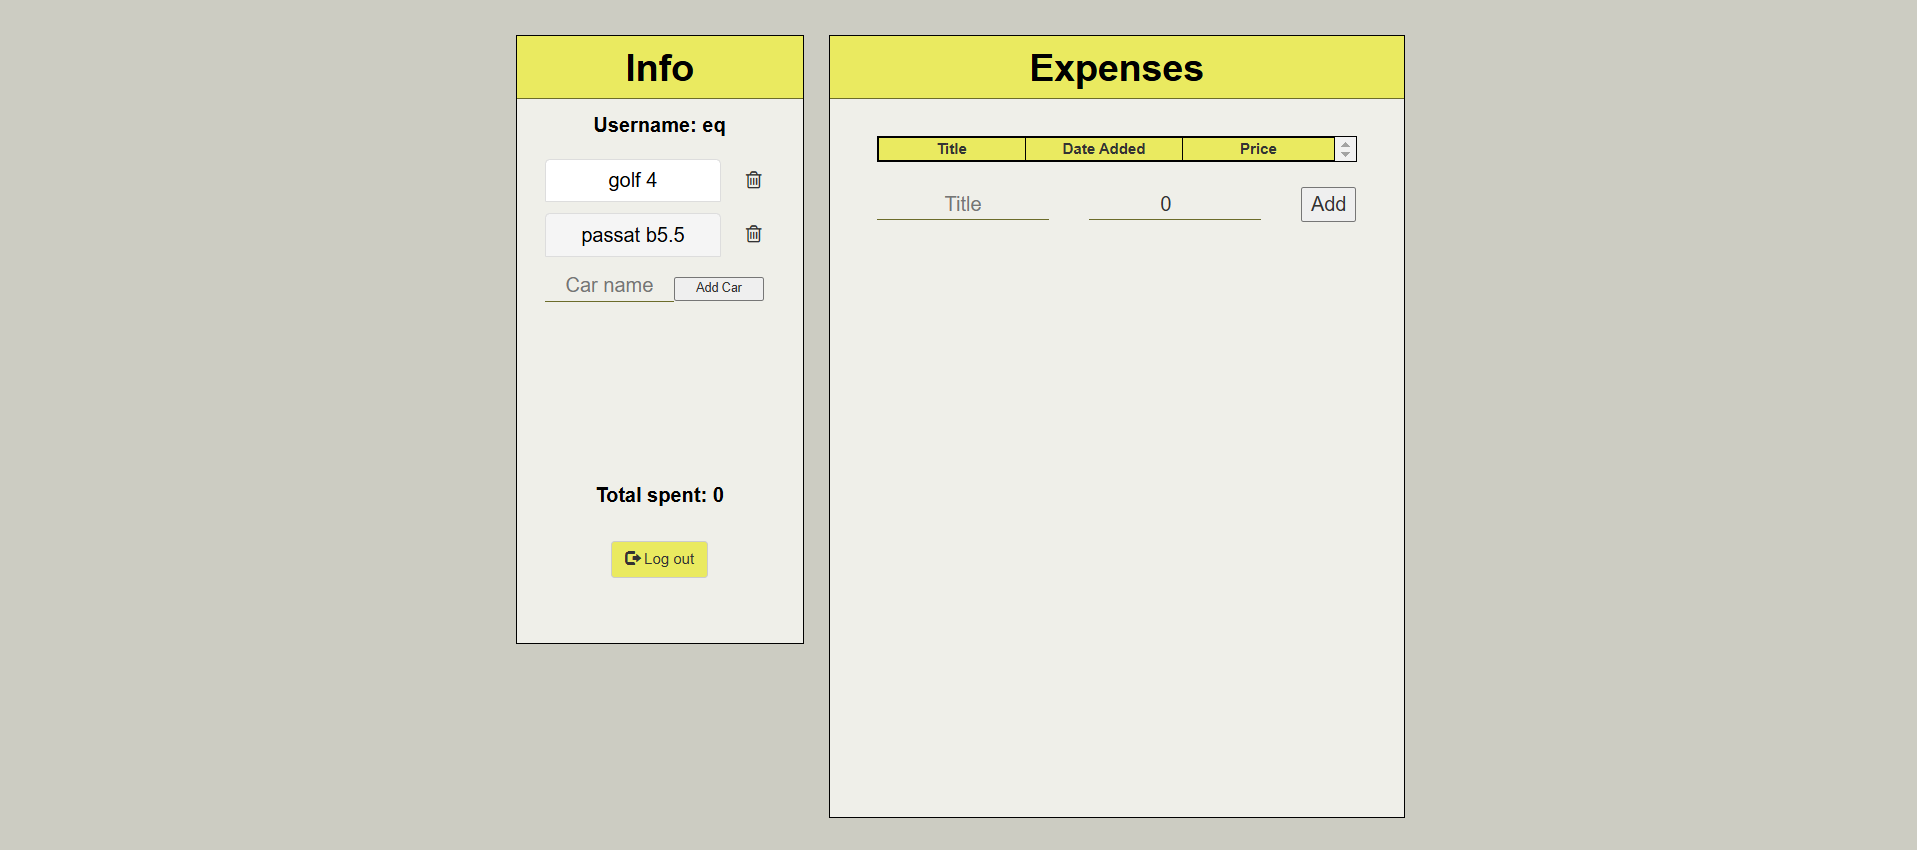 Info
Username: eq
golf 4
passat b5.5
Car name Add Car
Total spent: 0
Log out
Expenses
Title Date Added Price
Title 0 Add